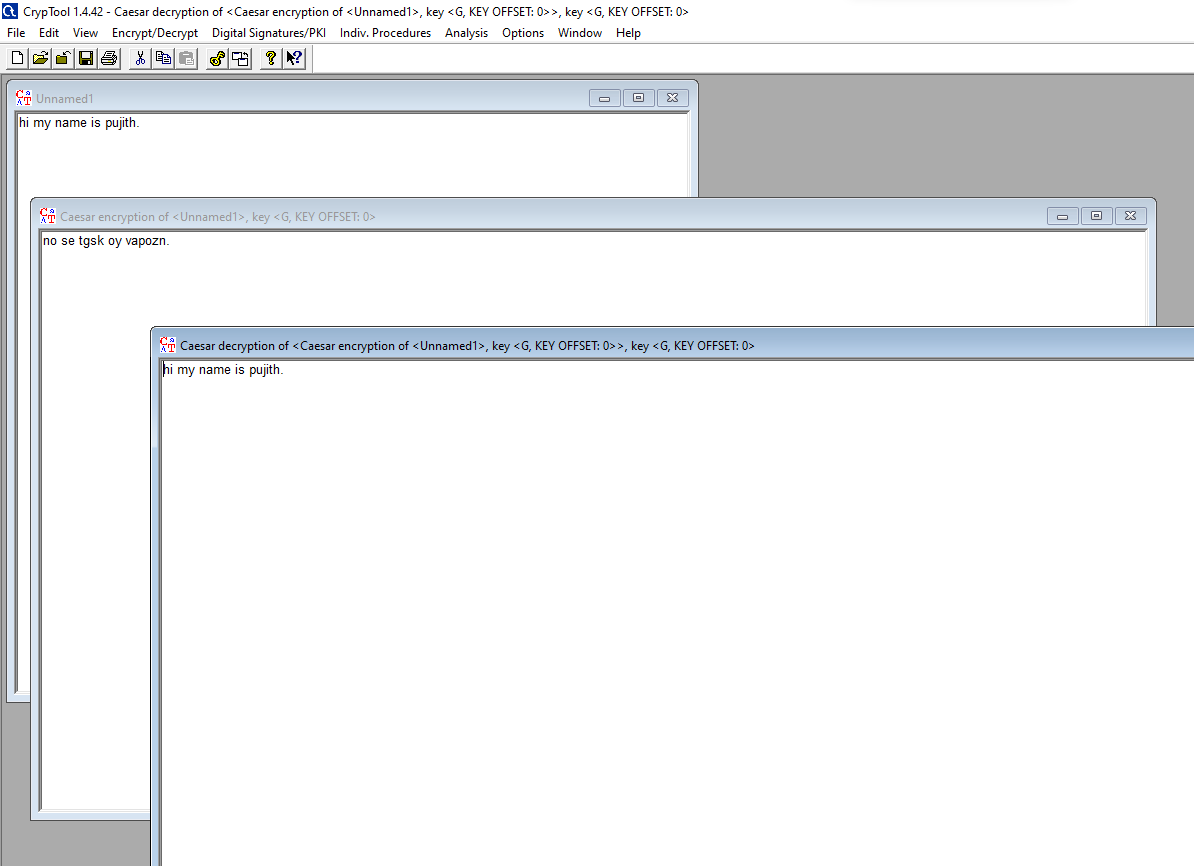 CrypTool 1.4.42 - Caesar decryption of <Caesar encryption of <Unnamed1>, key <G, KEY OFFSET: 0>>, key <G, KEY OFFSET: 0>
File Edit View Encrypt/Decrypt Digital Signatures/PKI Indiv. Procedures Analysis Options Window Help
Unnamed1
hi my name is pujith.
Caesar encryption of <Unnamed1>, key <G, KEY OFFSET: 0>
no se tgsk oy vapozn.
Caesar decryption of <Caesar encryption of <Unnamed1>, key <G, KEY OFFSET: 0>>, key <G, KEY OFFSET: 0>
hi my name is pujith.